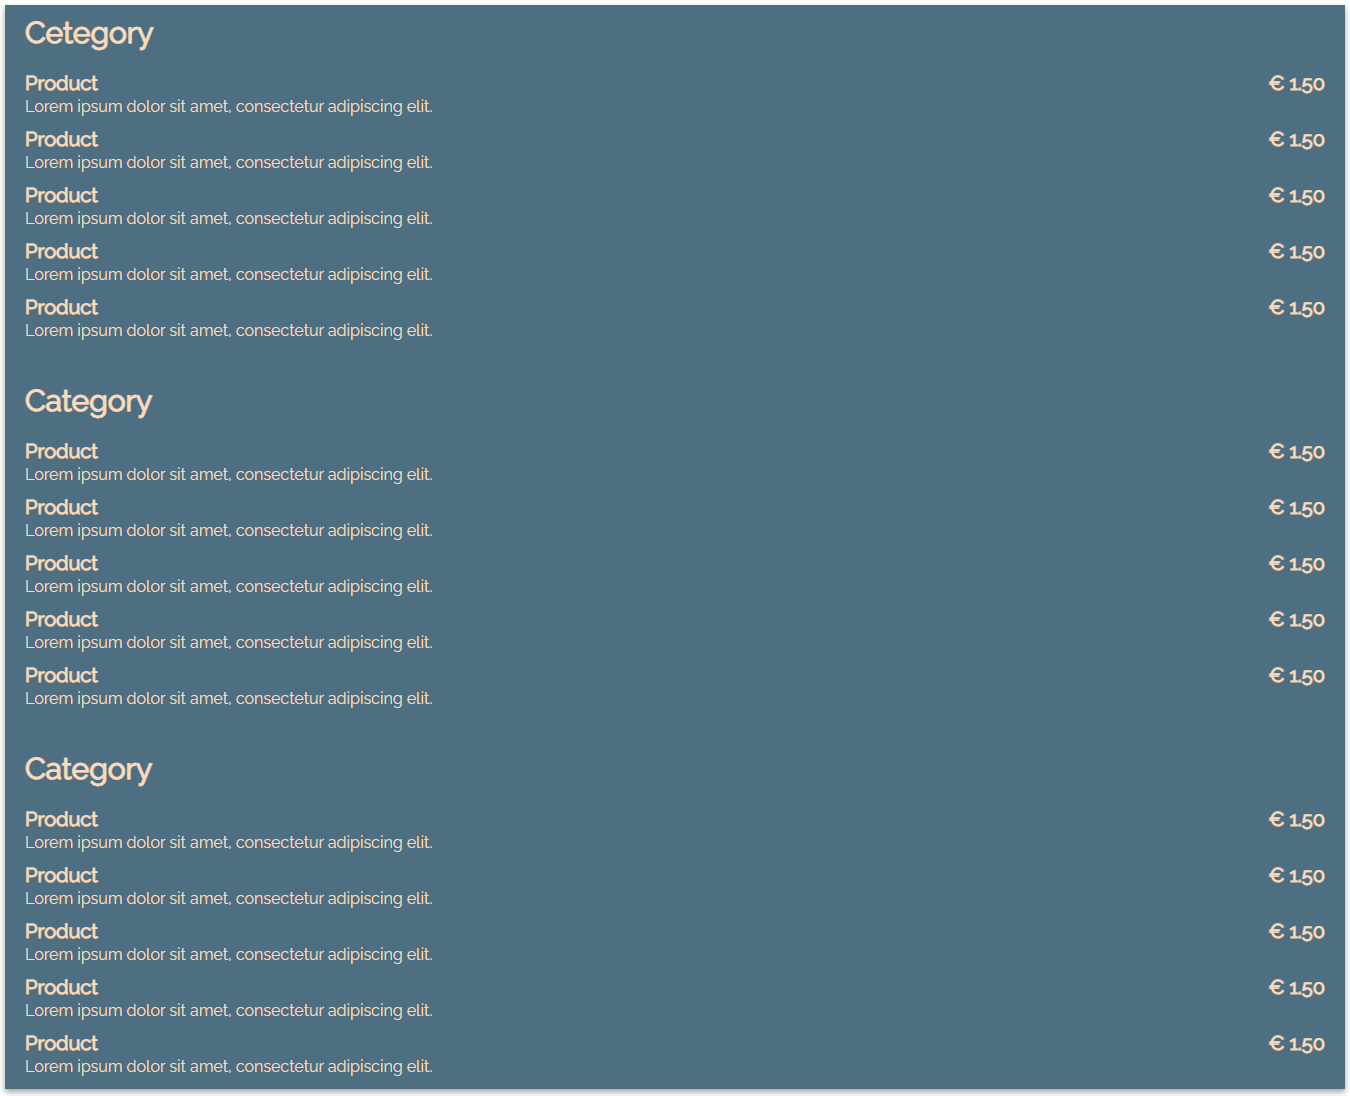 Cetegory
Product € 1.50
Lorem ipsum dolor sit amet, consectetur adipiscing elit.
Product € 1.50
Lorem ipsum dolor sit amet, consectetur adipiscing elit.
Product € 1.50
Lorem ipsum dolor sit amet, consectetur adipiscing elit.
Product € 1.50
Lorem ipsum dolor sit amet, consectetur adipiscing elit.
Product € 1.50
Lorem ipsum dolor sit amet, consectetur adipiscing elit.
Category
Product € 1.50
Lorem ipsum dolor sit amet, consectetur adipiscing elit.
Product € 1.50
Lorem ipsum dolor sit amet, consectetur adipiscing elit.
Product € 1.50
Lorem ipsum dolor sit amet, consectetur adipiscing elit.
Product € 1.50
Lorem ipsum dolor sit amet, consectetur adipiscing elit.
Product € 1.50
Lorem ipsum dolor sit amet, consectetur adipiscing elit.
Category
Product € 1.50
Lorem ipsum dolor sit amet, consectetur adipiscing elit.
Product € 1.50
Lorem ipsum dolor sit amet, consectetur adipiscing elit.
Product € 1.50
Lorem ipsum dolor sit amet, consectetur adipiscing elit.
Product € 1.50
Lorem ipsum dolor sit amet, consectetur adipiscing elit.
Product € 1.50
Lorem ipsum dolor sit amet, consectetur adipiscing elit.